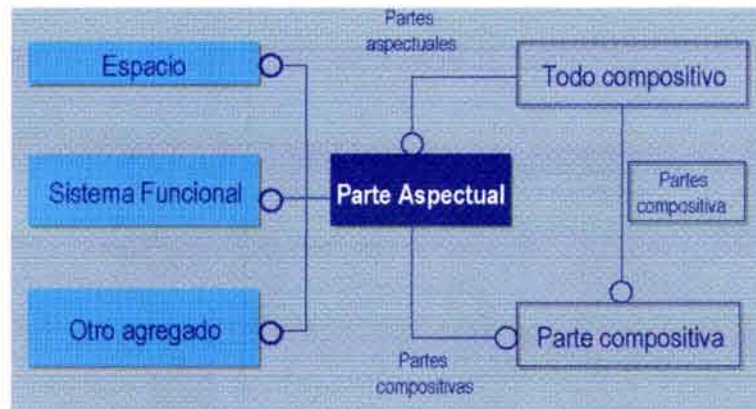 Partes
aspectuales
Espacio
Todo compositivo
Sistema Funcional
Parte Aspectual
Partes
compositiva
Otro agregado
Parte compositiva
Partes
compositivas